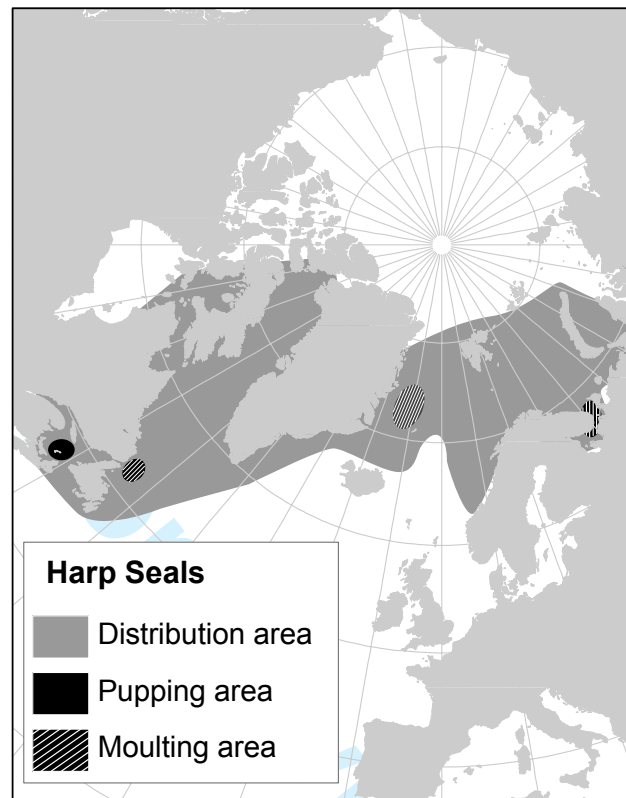 Harp Seals
Distribution area
Pupping area
Moulting area